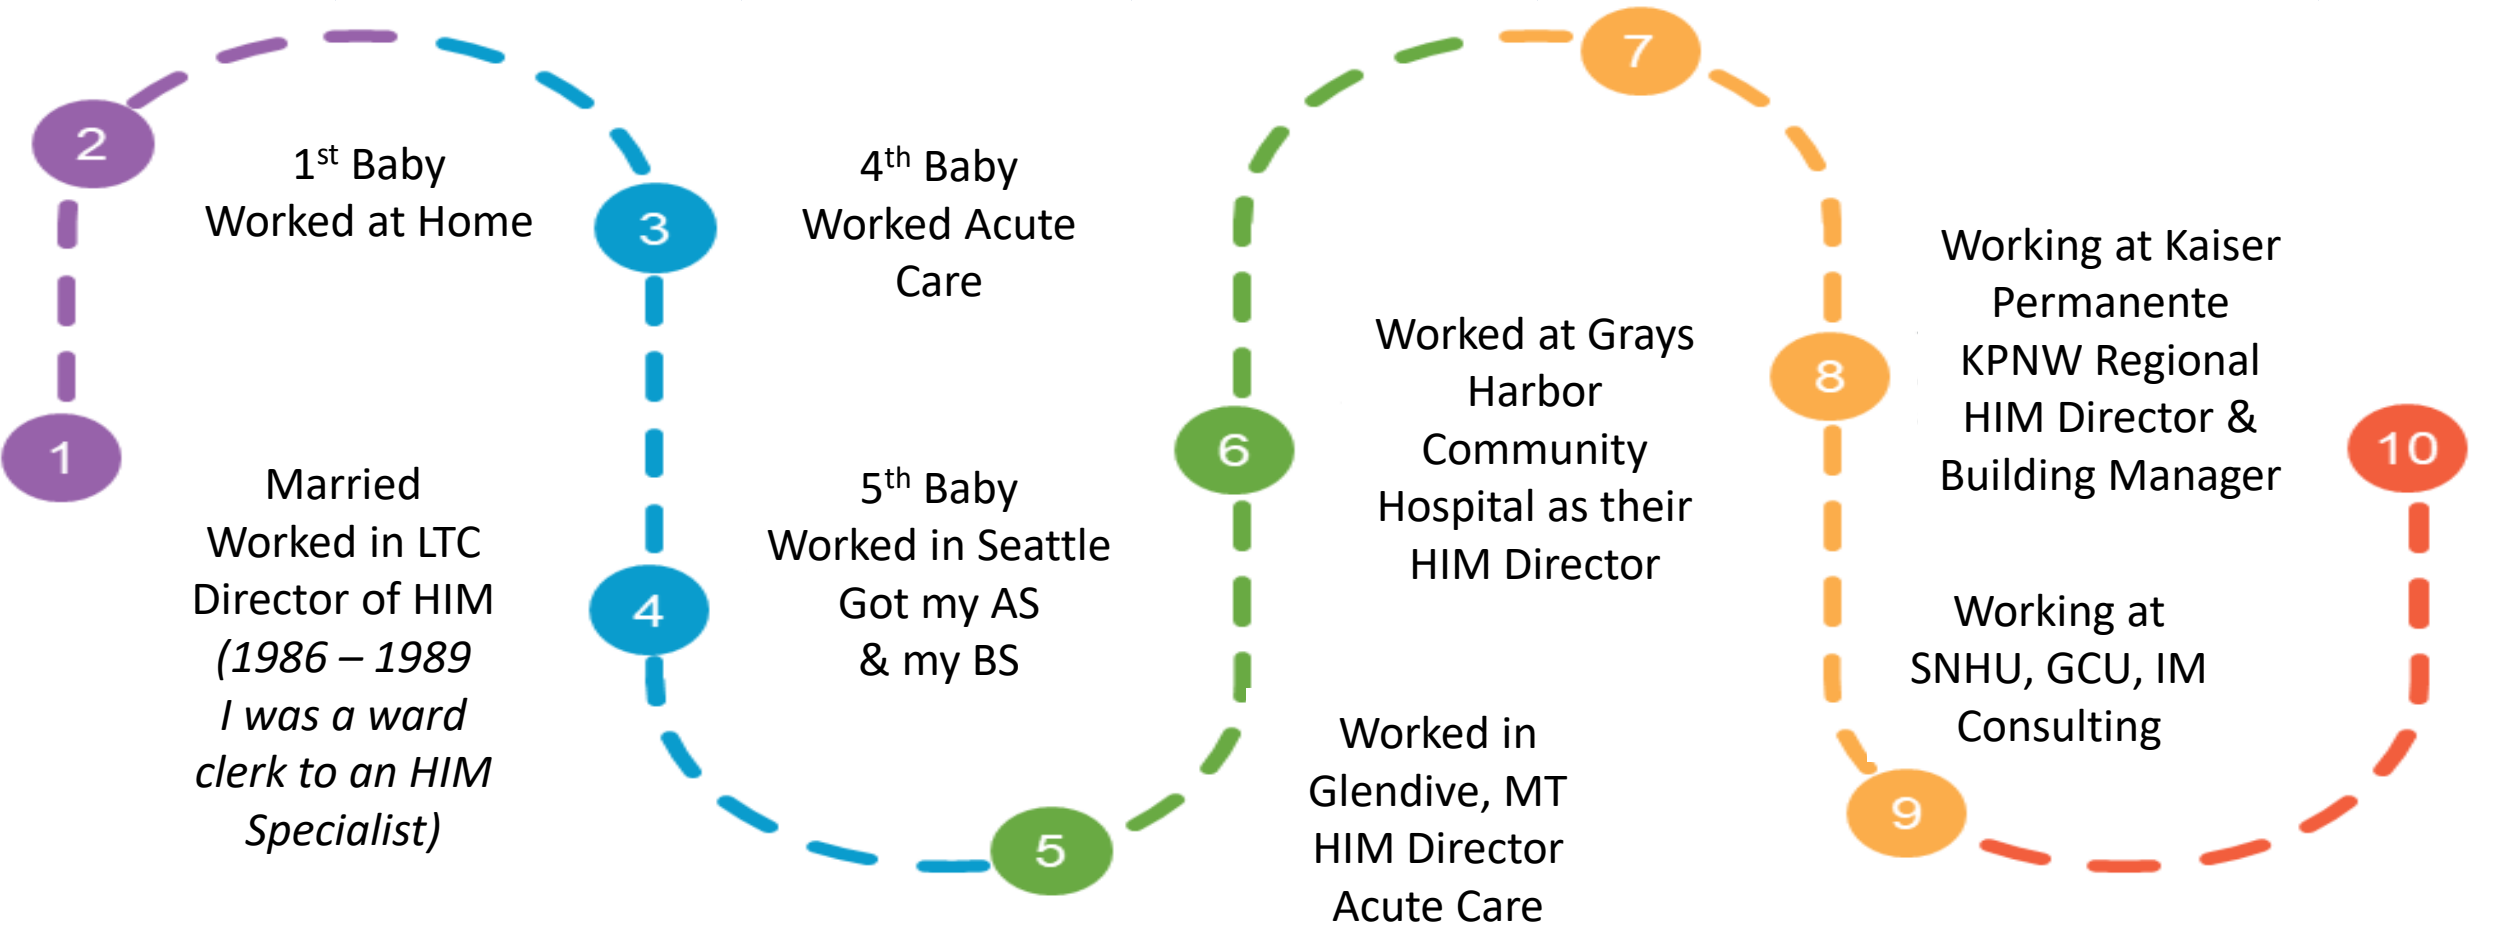 1
Married
Worked in LTC
Director of HIM
(1986 – 1989
I was a ward
clerk to an HIM
Specialist)
2
1st Baby
Worked at Home
3
4th Baby
Worked Acute
Care
4
5th Baby
Worked in Seattle
Got my AS
& my BS
5
Worked in
Glendive, MT
HIM Director
Acute Care
6
Worked at Grays
Harbor
Community
Hospital as their
HIM Director
7
8
Working at Kaiser
Permanente
KPNW Regional
HIM Director &
Building Manager
9
Working at
SNHU, GCU, IM
Consulting
10